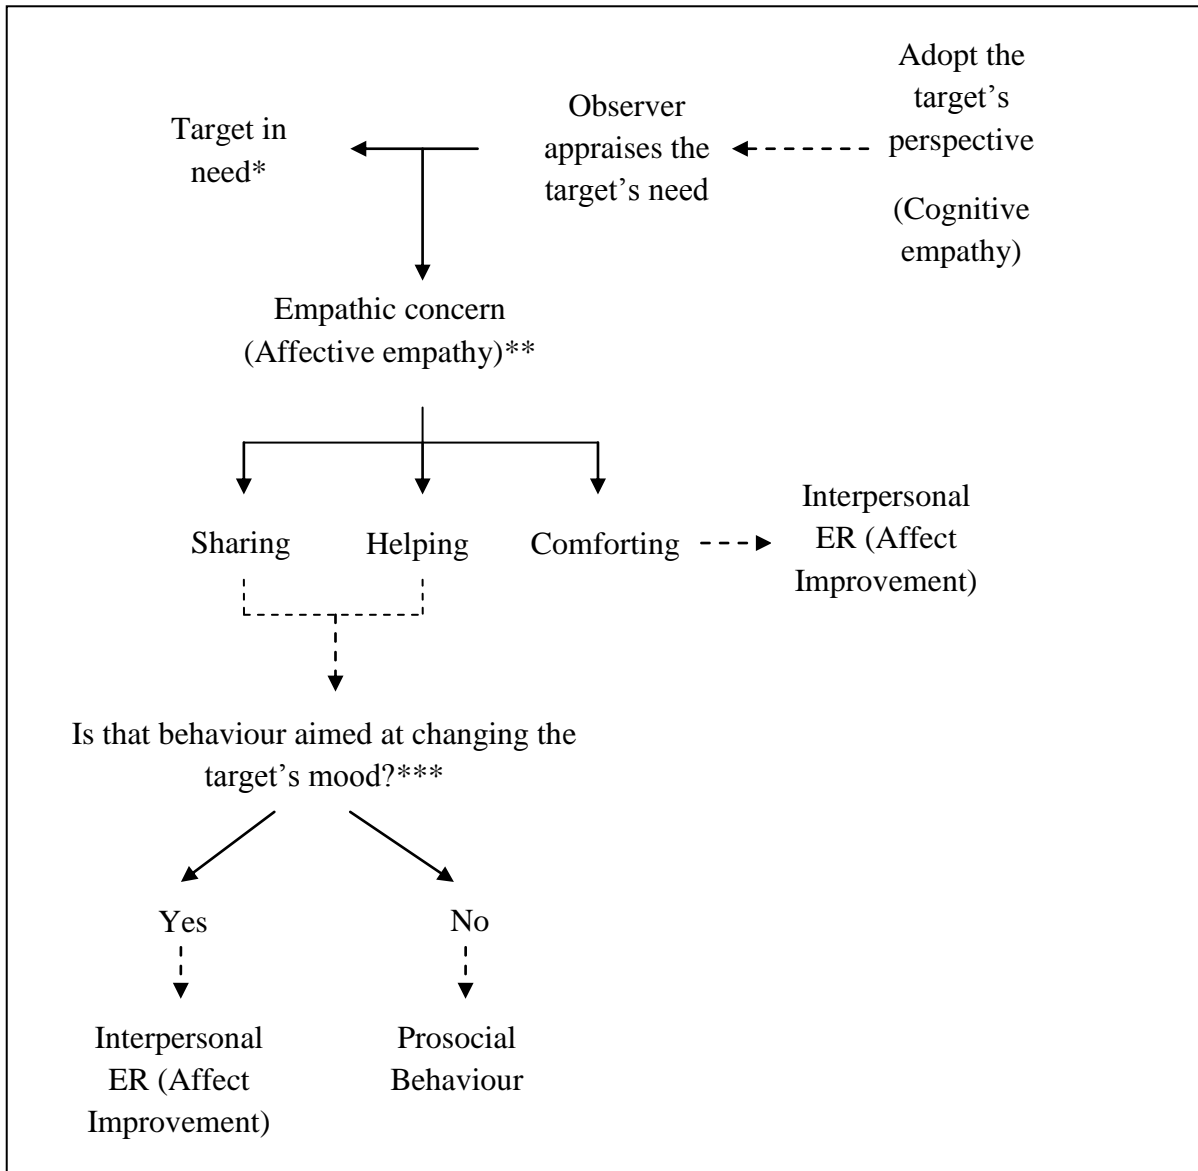 Target in
need*
Observer
appraises the
target’s need
Adopt the
target’s
perspective
(Cognitive
empathy)
Empathic concern
(Affective empathy)**
Sharing
Helping
Comforting
Interpersonal
ER (Affect
Improvement)
Is that behaviour aimed at changing the
target’s mood?***
Yes
No
Interpersonal
ER (Affect
Improvement)
Prosocial
Behaviour